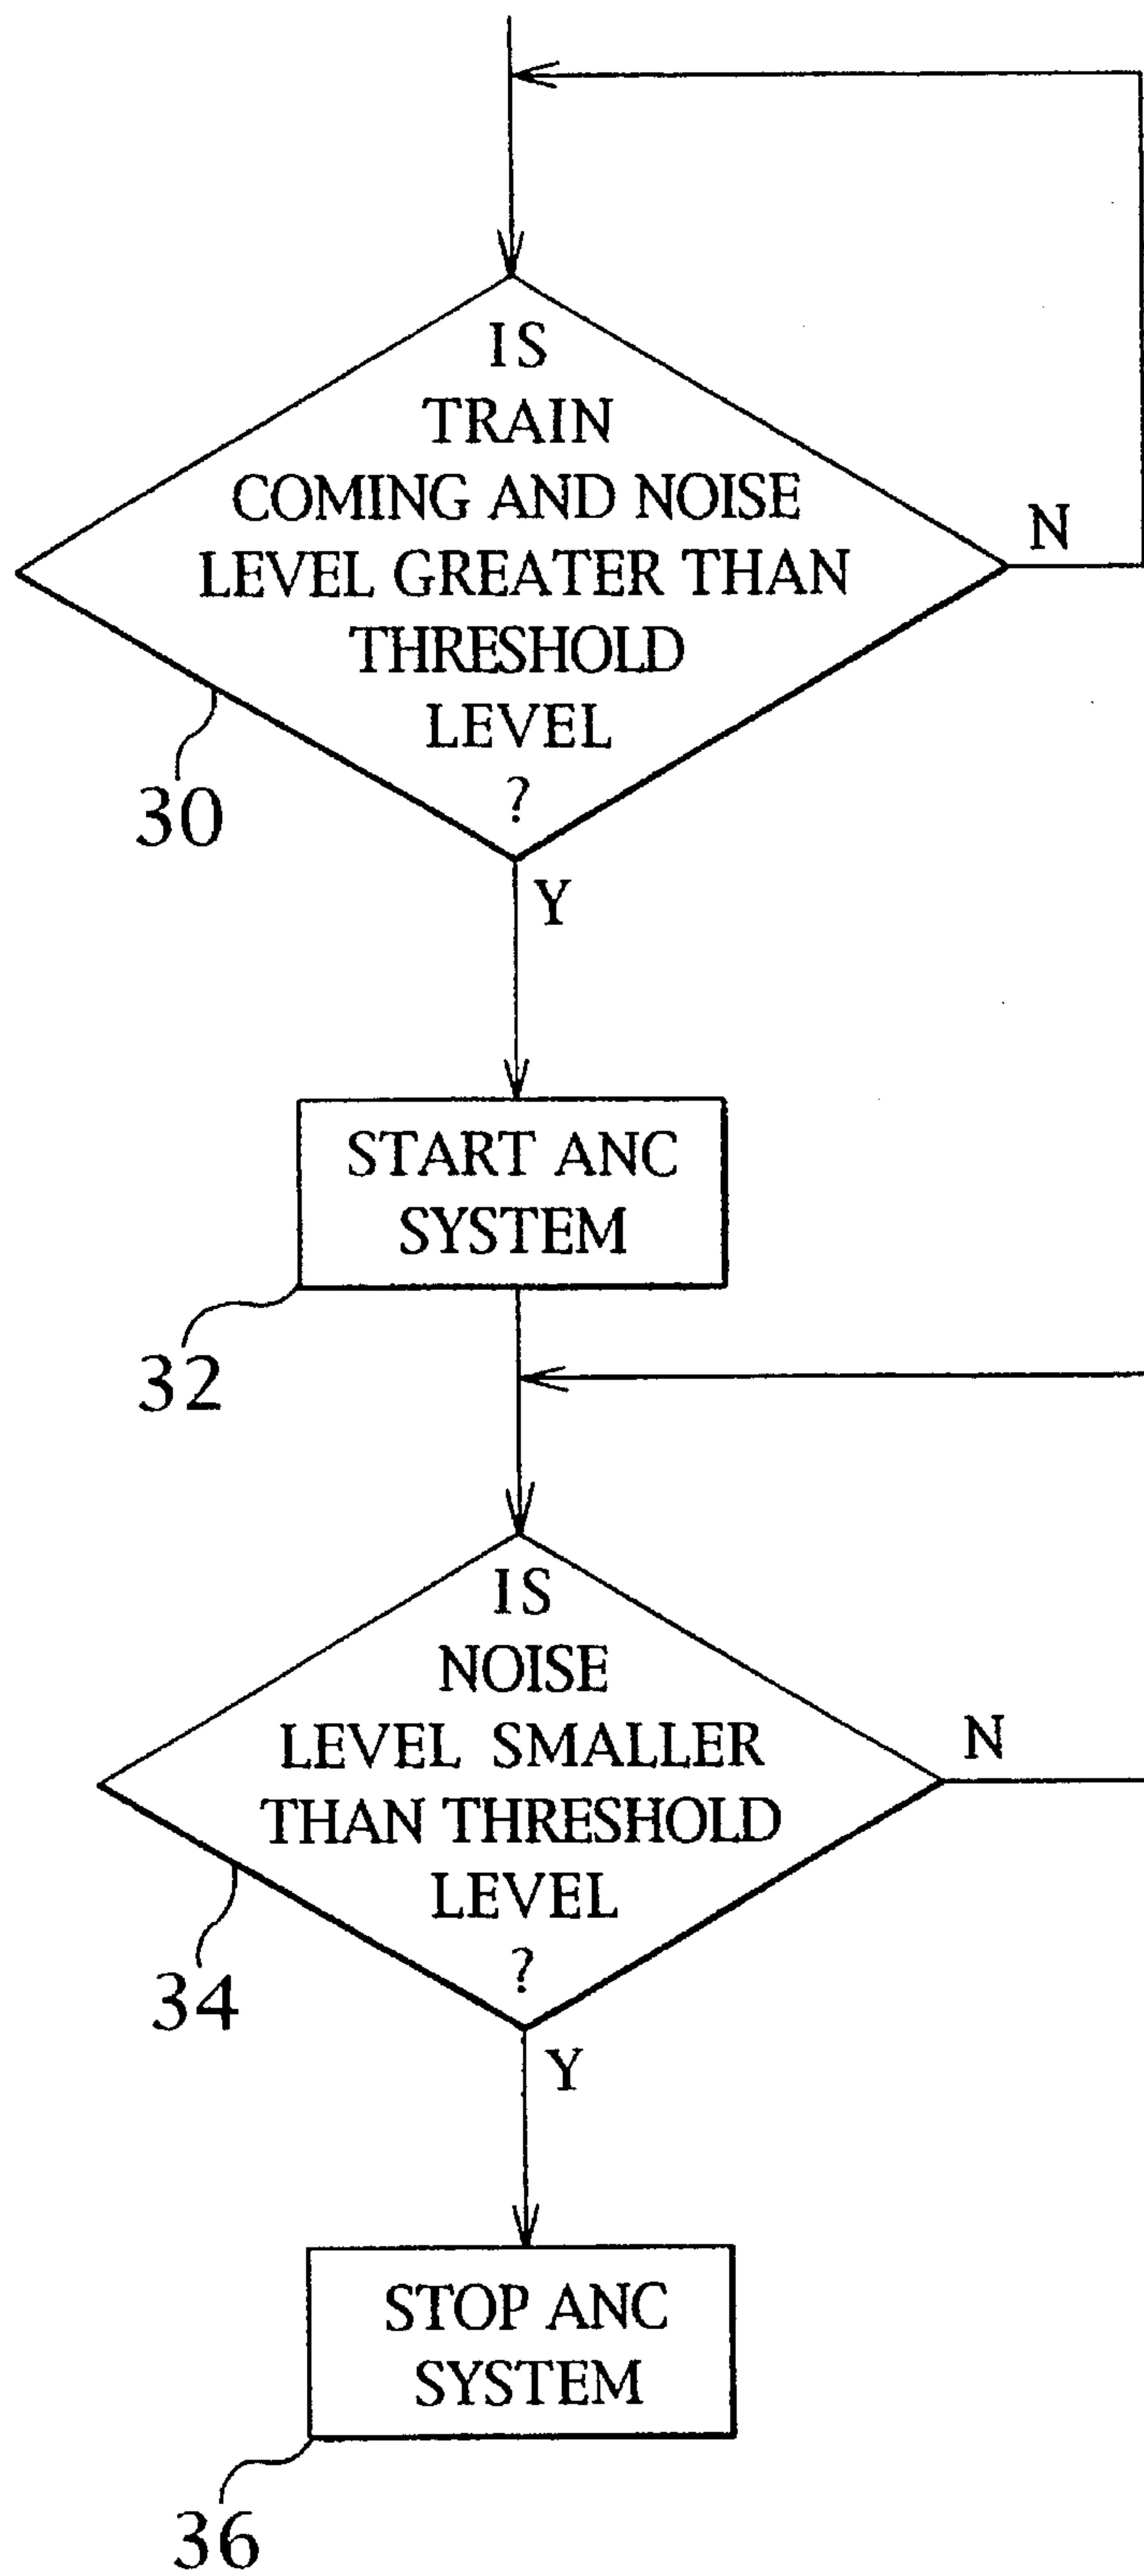 IS
TRAIN
COMING AND NOISE
LEVEL GREATER THAN
THRESHOLD
LEVEL
?
N
30
Y
START ANC
SYSTEM
32
IS
NOISE
LEVEL SMALLER
THAN THRESHOLD
LEVEL
?
N
34
Y
STOP ANC
SYSTEM
36